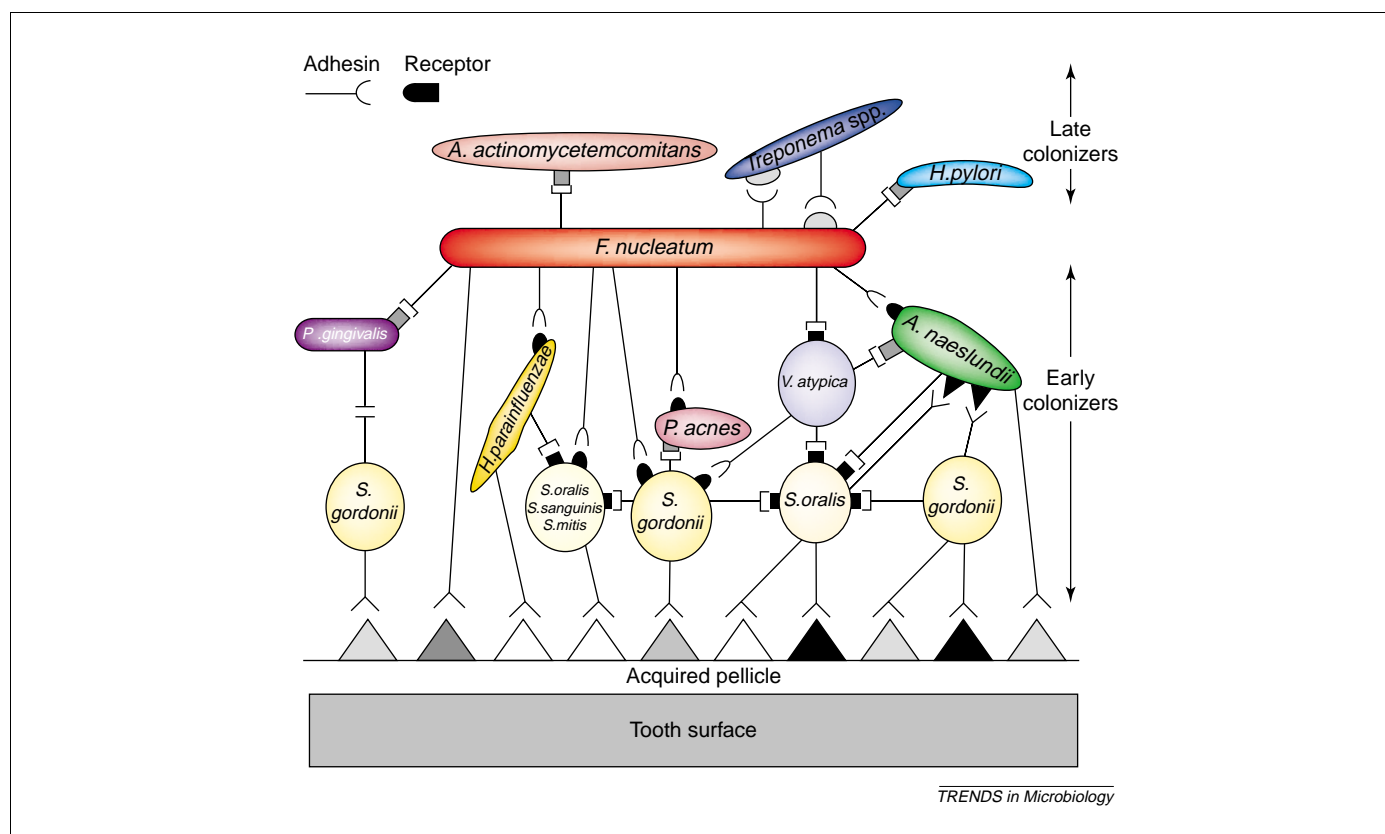 Adhesin Receptor
Late
colonizers
A. actinomycetemcomitans
Treponema spp.
H.pylori
F. nucleatum
P .gingivalis
H.parainfluenzae
A. naeslundii
V. atypica
Early
colonizers
P. acnes
S.
gordonii
S.oralis
S.sanguinis
S.mitis
S.
gordonii
S.oralis
S.
gordonii
Acquired pellicle
Tooth surface
TRENDS in Microbiology